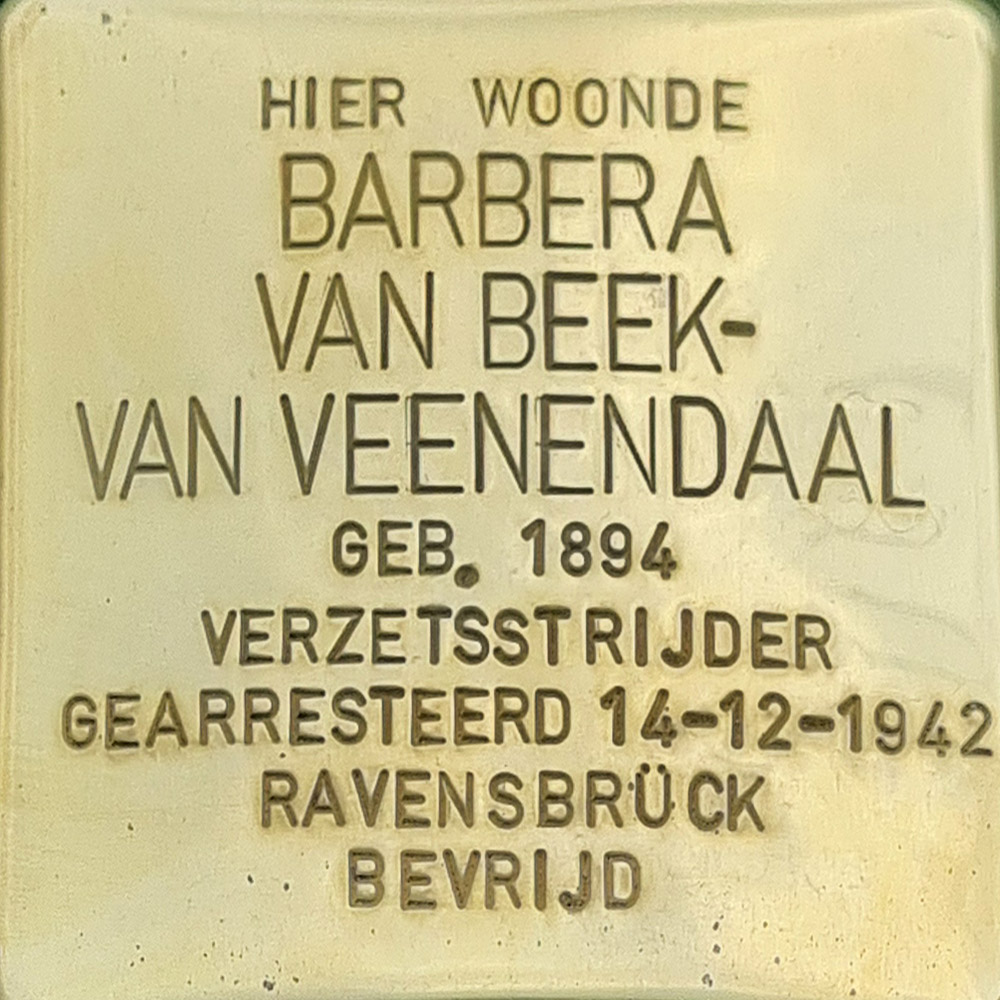 HIER WOONDE
BARBERA
VAN BEEK-
VAN VEENENDAAL
GEB. 1894
VERZETSSTRIJDER
GEARRESTEERD 14-12-1942
RAVENSBRÜCK
BEVRIJD